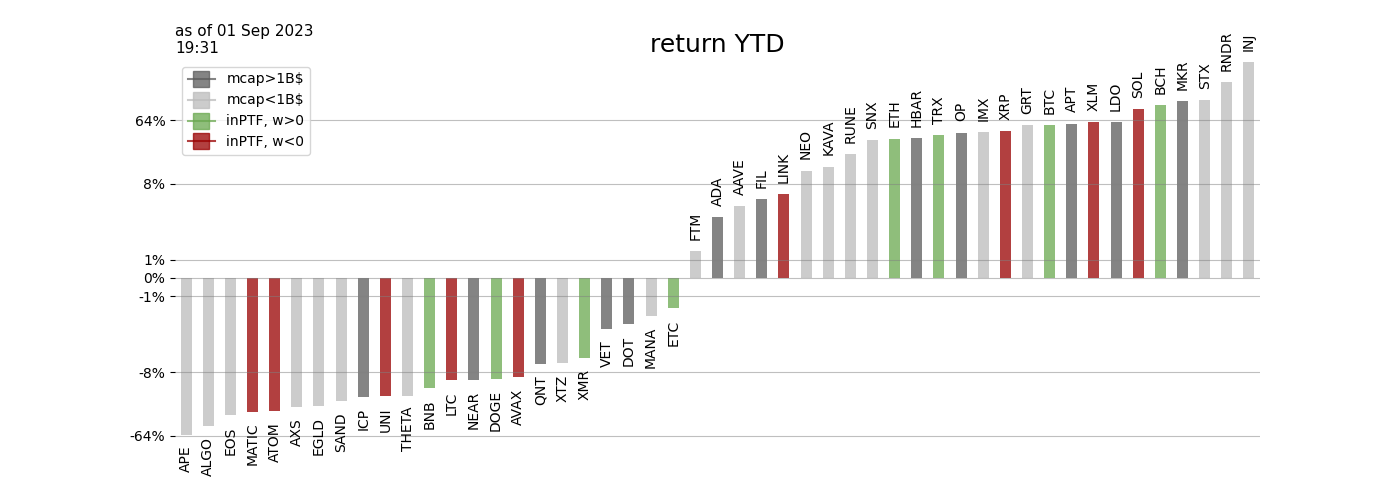 as of 01 Sep 2023
19:31
return YTD
mcap>1B$
mcap<1B$
inPTF, w>0
inPTF, w<0
64%
8%
1%
0%
-1%
-8%
-64%
APE
ALGO
EOS
MATIC
ATOM
AXS
EGLD
SAND
ICP
UNI
THETA
BNB
LTC
NEAR
DOGE
AVAX
QNT
XTZ
XMR
VET
DOT
MANA
ETC
FTM
ADA
AAVE
FIL
LINK
NEO
KAVA
RUNE
SNX
ETH
HBAR
TRX
OP
IMX
XRP
GRT
BTC
APT
XLM
LDO
SOL
BCH
MKR
STX
RNDR
INJ